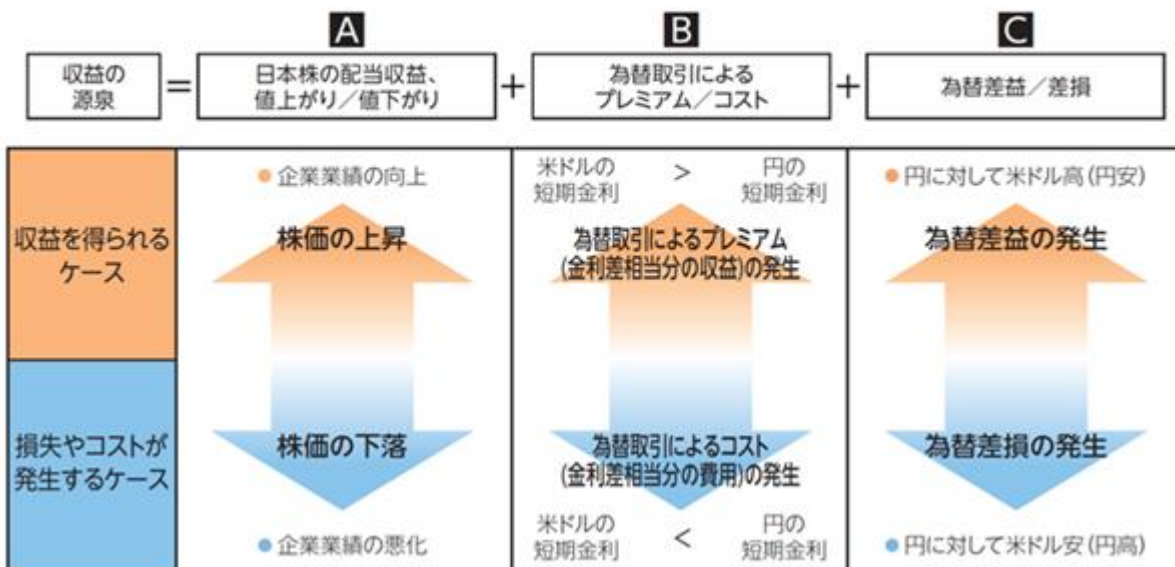 A
B
C
収益の
源泉
=
日本株の配当収益、
値上がり／値下がり
+
為替取引による
プレミアム／コスト
+
為替差益／差損
収益を得られる
ケース
●企業業績の向上
株価の上昇
米ドルの
短期金利
>
円の
短期金利
為替取引によるプレミアム
(金利差相当分の収益)の発生
●円に対して米ドル高(円安)
為替差益の発生
損失やコストが
発生するケース
株価の下落
●企業業績の悪化
為替取引によるコスト
(金利差相当分の費用)の発生
米ドルの
短期金利
<
円の
短期金利
為替差損の発生
●円に対して米ドル安(円高)